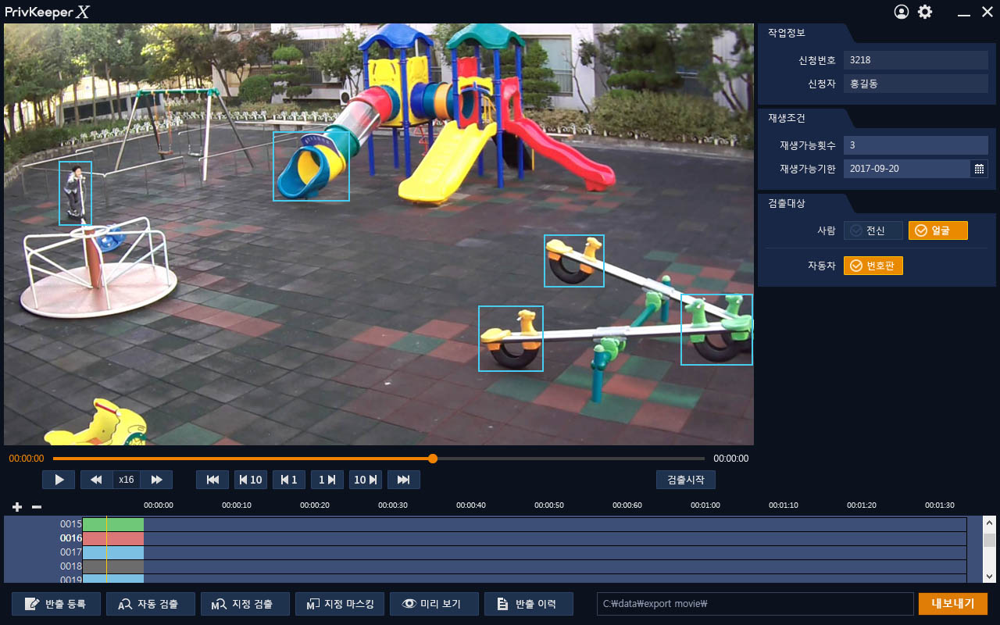 PrivKeeper X
작업정보
신청번호 3218
신청자 홍길동
재생조건
재생가능횟수 3
재생가능기한 2017-09-20
검출대상
사람 전신 얼굴
자동차 번호판
00:00:00 00:00:00
x16 10 1 1 10 검출시작
00:00:00 00:00:10 00:00:20 00:00:30 00:00:40 00:00:50 00:00:60 00:01:00 00:01:10 00:01:20 00:01:30
0015
0016
0017
0018
0019
반출 등록 A 자동 검출 M 지정 검출 M 지정 마스킹 미리 보기 반출 이력 C:₩data₩export movie₩ 내보내기